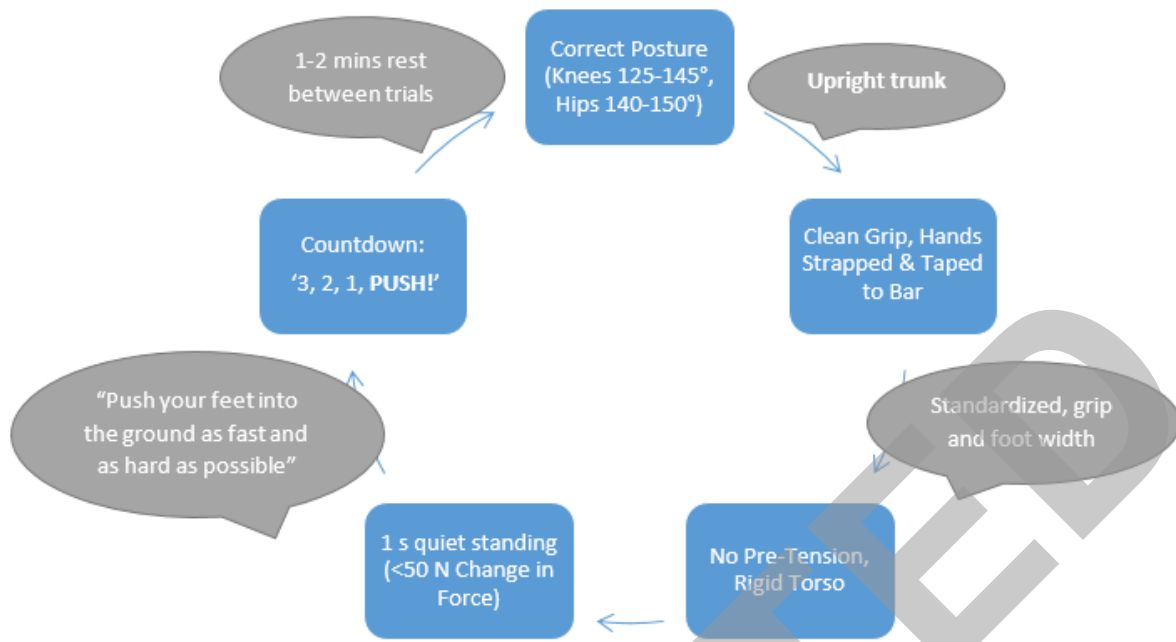 Correct Posture
(Knees 125-145°,
Hips 140-150°)
Upright trunk
Clean Grip, Hands
Strapped & Taped
to Bar
Standardized, grip
and foot width
No Pre-Tension,
Rigid Torso
1 s quiet standing
(<50 N Change in
Force)
“Push your feet into
the ground as fast and
as hard as possible”
Countdown:
‘3, 2, 1, PUSH!’
1-2 mins rest
between trials